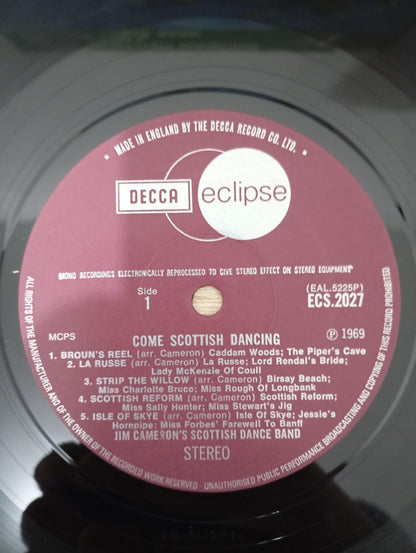 • MADE IN ENGLAND BY THE DECCA RECORD CO. LTD. •
DECCA eclipse
MONO RECORDINGS ELECTRONICALLY REPROCESSED TO GIVE STEREO EFFECT ON STEREO EQUIPMENT
Side
1
(EAL.5225P)
ECS.2027
MCPS
COME SCOTTISH DANCING
Ⓟ 1969
1. BROUN'S REEL (arr. Cameron) Caddam Woods; The Piper's Cave
2. LA RUSSE (arr. Cameron) La Russe; Lord Rendal's Bride;
Lady McKenzie Of Coull
3. STRIP THE WILLOW (arr. Cameron) Birsay Beach;
Miss Charlotte Bruce; Miss Rough Of Longbank
4. SCOTTISH REFORM (arr. Cameron) Scottish Reform;
Miss Sally Hunter; Miss Stewart's Jig
5. ISLE OF SKYE (arr. Cameron) Isle Of Skye; Jessie's
Hornpipe: Miss Forbes' Farewell To Banff
JIM CAMERON'S SCOTTISH DANCE BAND
STEREO
ALL RIGHTS OF THE MANUFACTURER AND OF THE OWNER OF THE RECORDED WORK RESERVED · UNAUTHORISED PUBLIC PERFORMANCE BROADCASTING AND COPYING OF THIS RECORD PROHIBITED